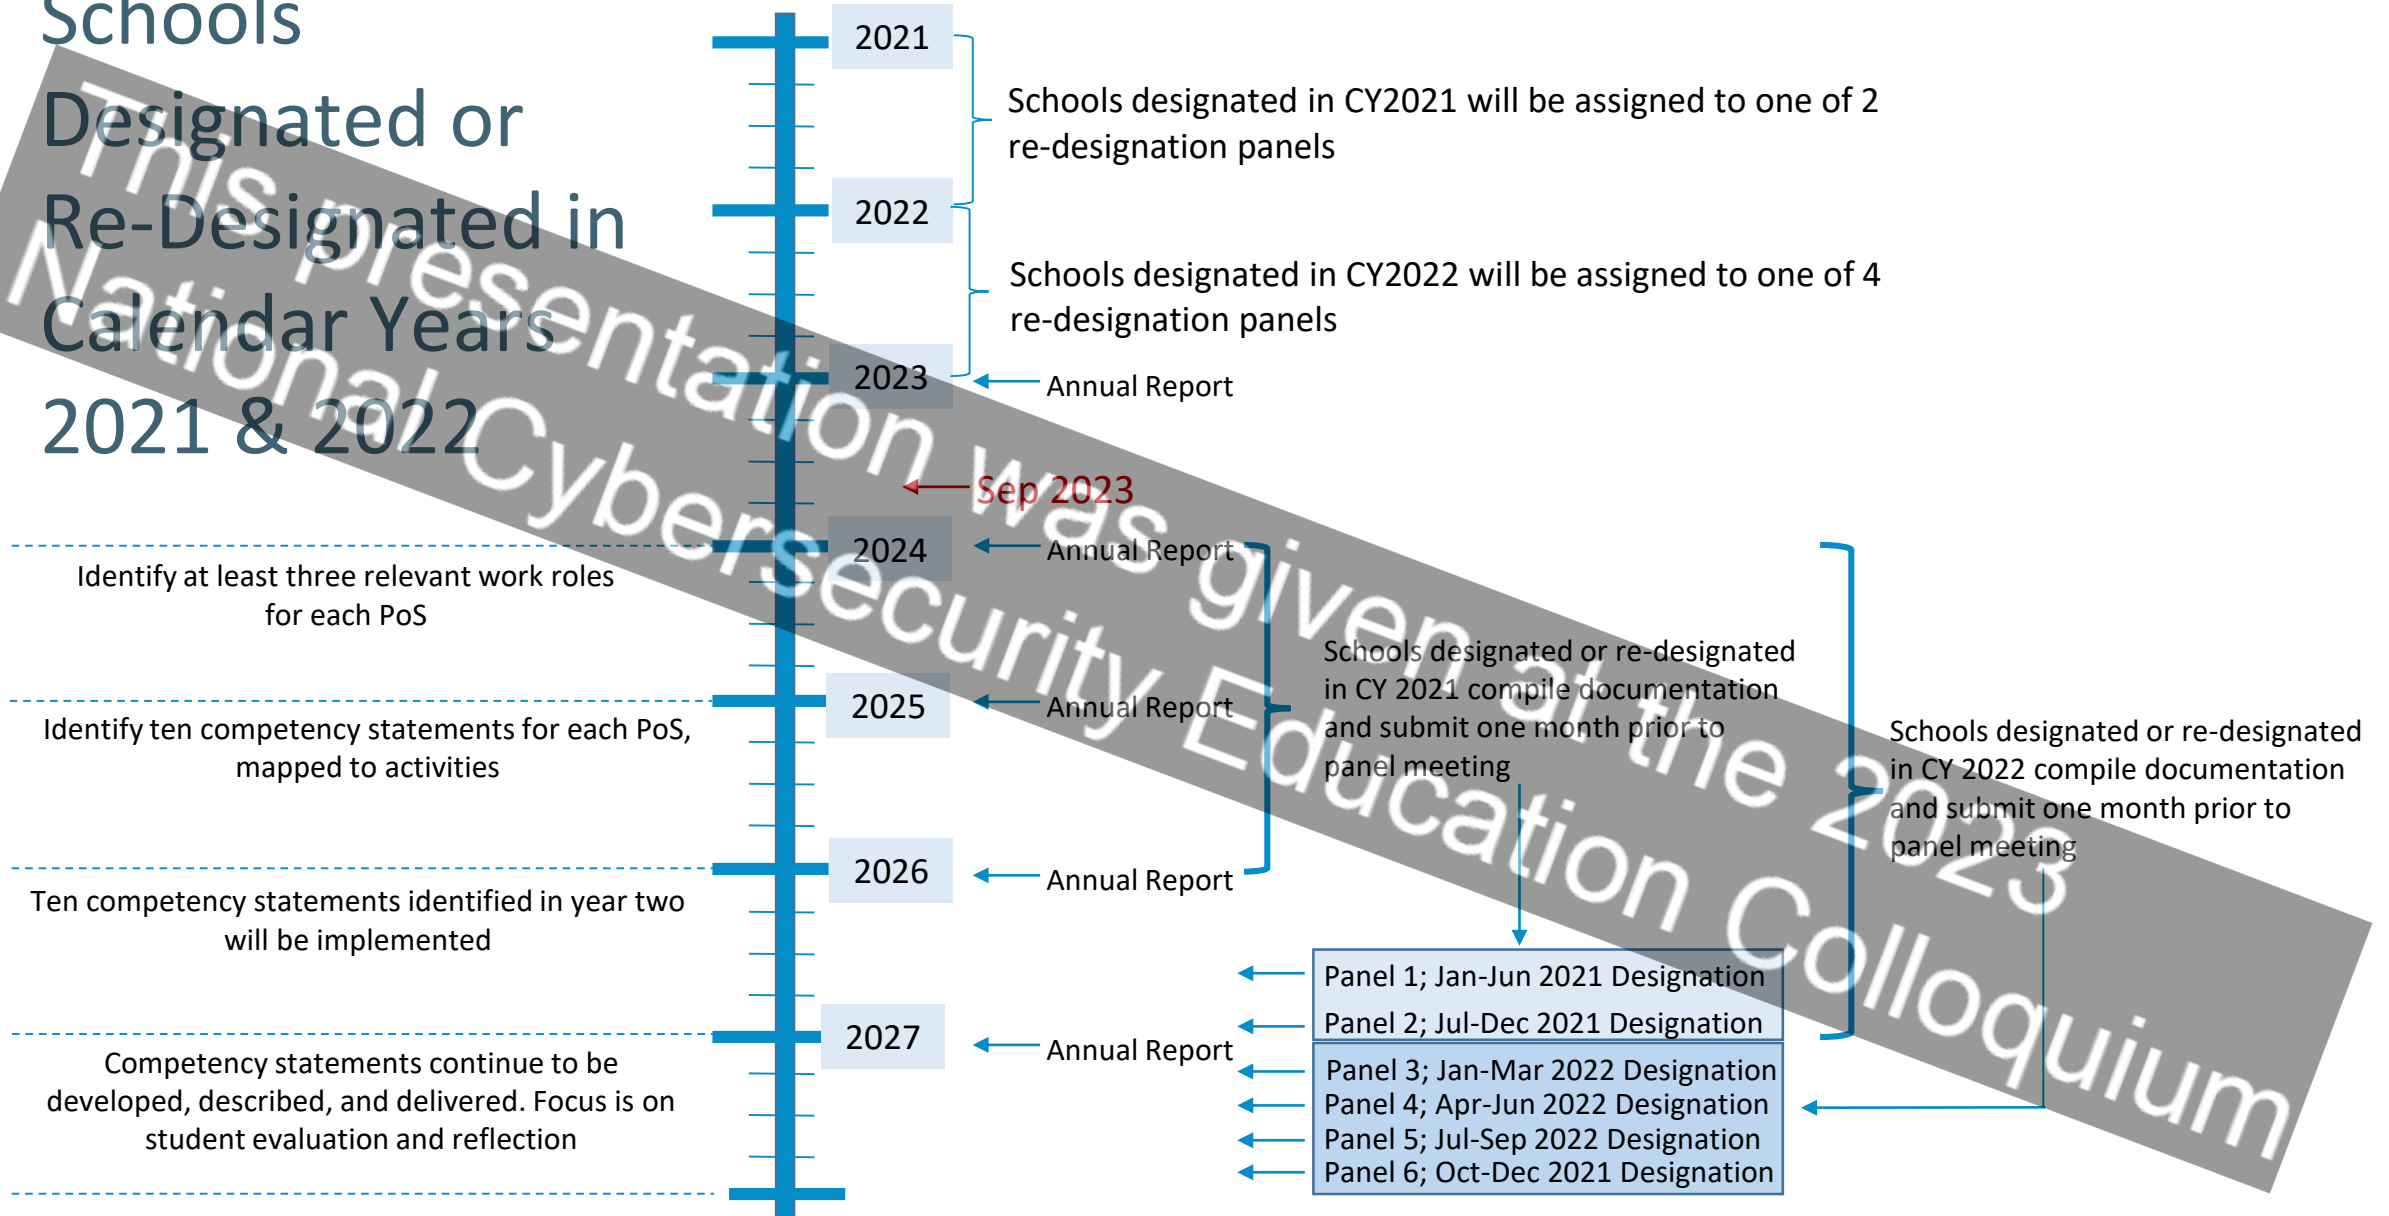 Schools
Designated or
Re-Designated in
Calendar Years
2021 & 2022
2021
Schools designated in CY2021 will be assigned to one of 2
re-designation panels
2022
Schools designated in CY2022 will be assigned to one of 4
re-designation panels
2023
Annual Report
Sep 2023
2024
Annual Report
Identify at least three relevant work roles
for each PoS
2025
Annual Report
Identify ten competency statements for each PoS,
mapped to activities
2026
Annual Report
Ten competency statements identified in year two
will be implemented
2027
Annual Report
Competency statements continue to be
developed, described, and delivered. Focus is on
student evaluation and reflection
Schools designated or re-designated
in CY 2021 compile documentation
and submit one month prior to
panel meeting
Schools designated or re-designated
in CY 2022 compile documentation
and submit one month prior to
panel meeting
Panel 1; Jan-Jun 2021 Designation
Panel 2; Jul-Dec 2021 Designation
Panel 3; Jan-Mar 2022 Designation
Panel 4; Apr-Jun 2022 Designation
Panel 5; Jul-Sep 2022 Designation
Panel 6; Oct-Dec 2021 Designation
This presentation was given at the 2023
National Cybersecurity Education Colloquium